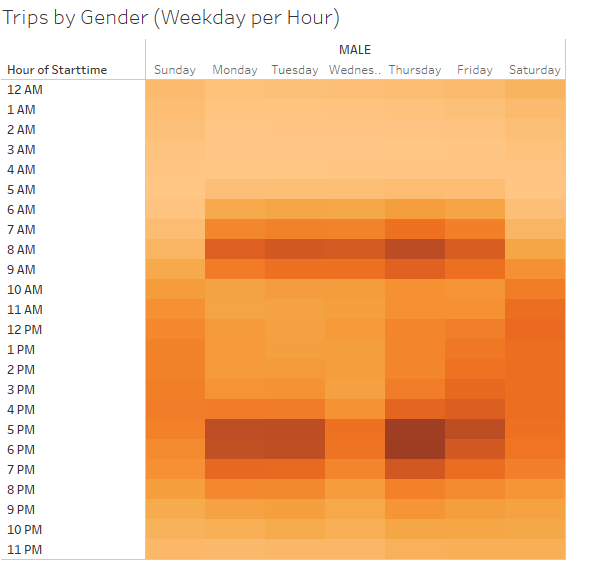 Trips by Gender (Weekday per Hour)
MALE
Hour of Starttime Sunday Monday Tuesday Wednes.. Thursday Friday Saturday
12 AM
1 AM
2 AM
3 AM
4 AM
5 AM
6 AM
7 AM
8 AM
9 AM
10 AM
11 AM
12 PM
1 PM
2 PM
3 PM
4 PM
5 PM
6 PM
7 PM
8 PM
9 PM
10 PM
11 PM